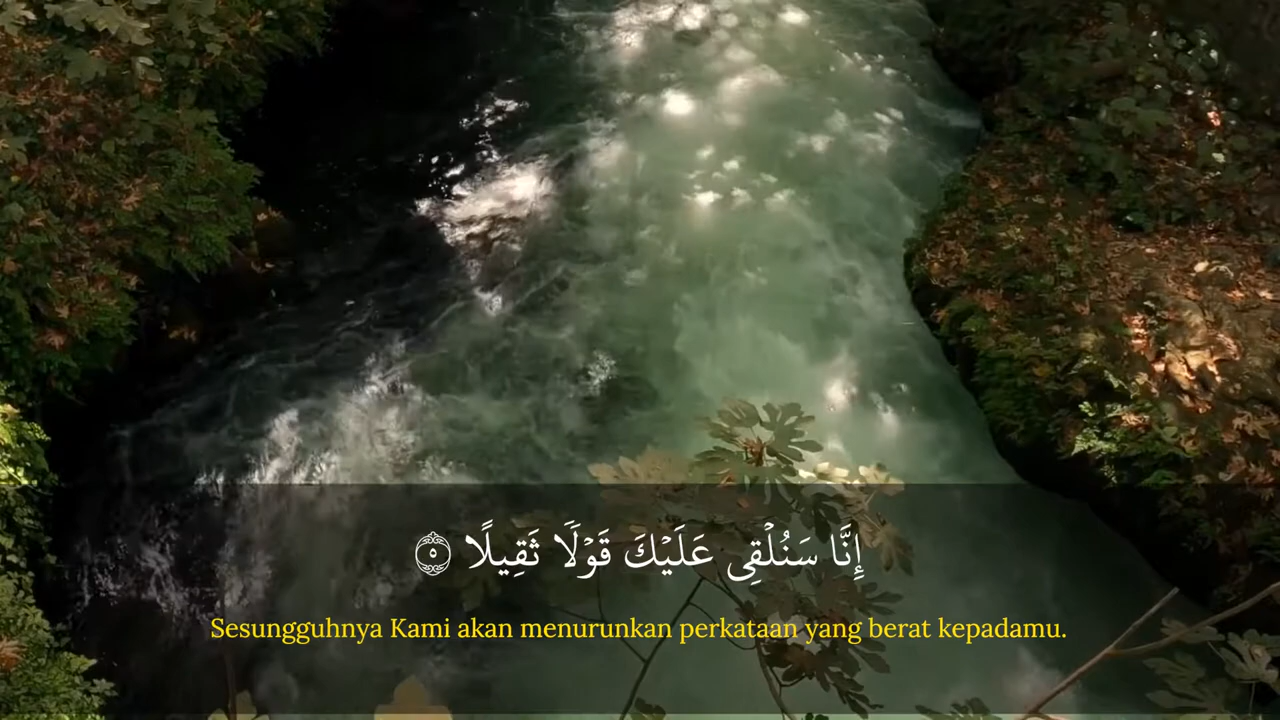 إِنَّا سَنُلْقِى عَلَيْكَ قَوْلًا ثَقِيلًا ٥
Sesungguhnya Kami akan menurunkan perkataan yang berat kepadamu.